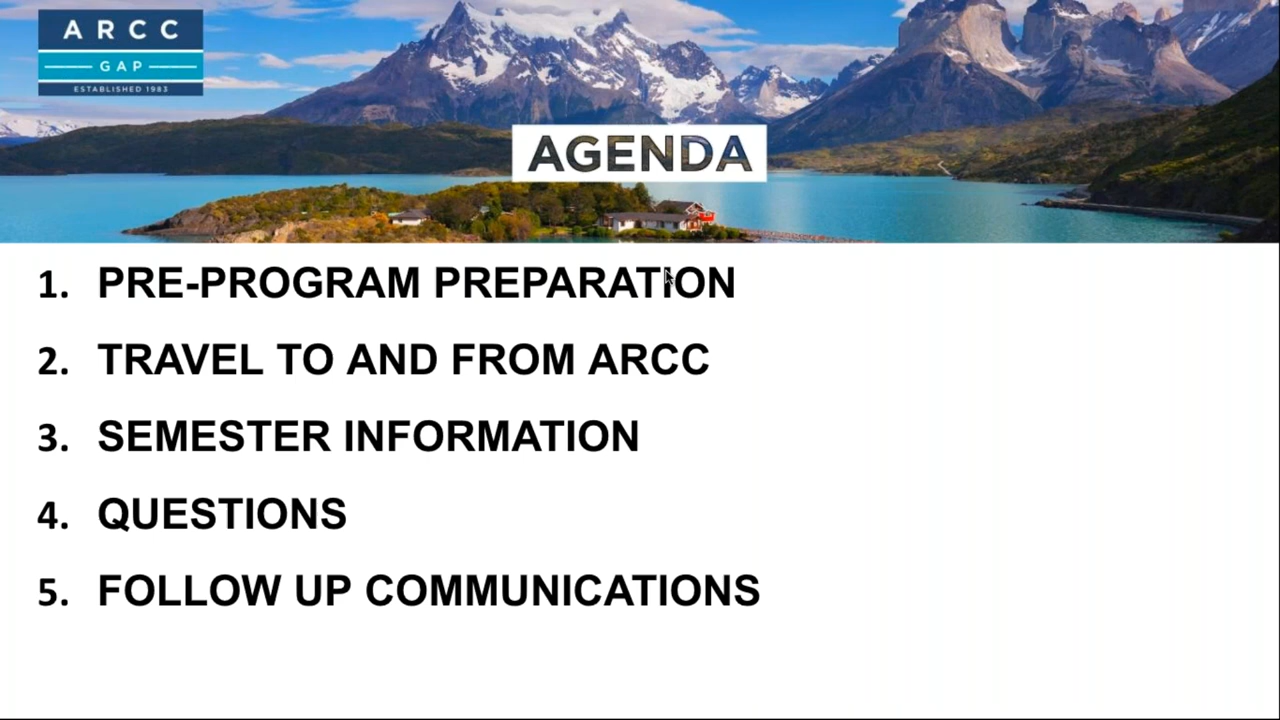 ARCC
GAP
ESTABLISHED 1983
AGENDA
1. PRE-PROGRAM PREPARATION
2. TRAVEL TO AND FROM ARCC
3. SEMESTER INFORMATION
4. QUESTIONS
5. FOLLOW UP COMMUNICATIONS